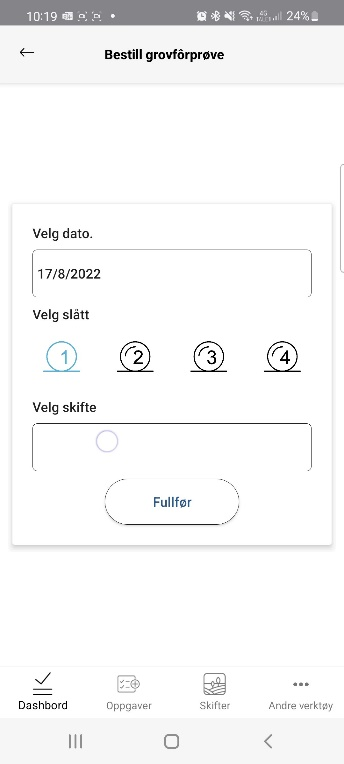 10:19 24%
Bestill grovfôrprøve
Velg dato.
17/8/2022
Velg slått
1 2 3 4
Velg skifte
Fullfør
Dashbord Oppgaver Skifter Andre verktøy